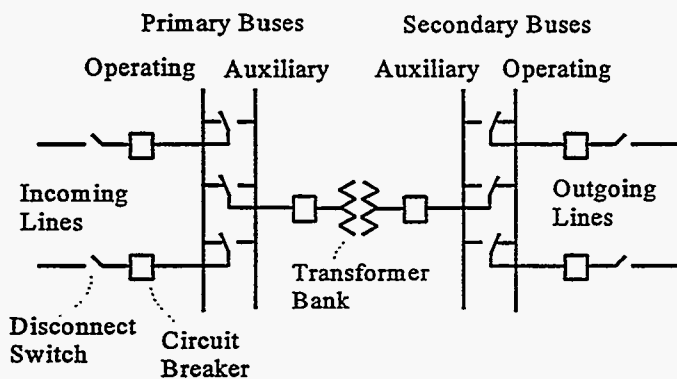 Primary Buses
Secondary Buses
Operating
Auxiliary
Auxiliary
Operating
Incoming
Lines
Outgoing
Lines
Transformer
Bank
Disconnect
Switch
Circuit
Breaker